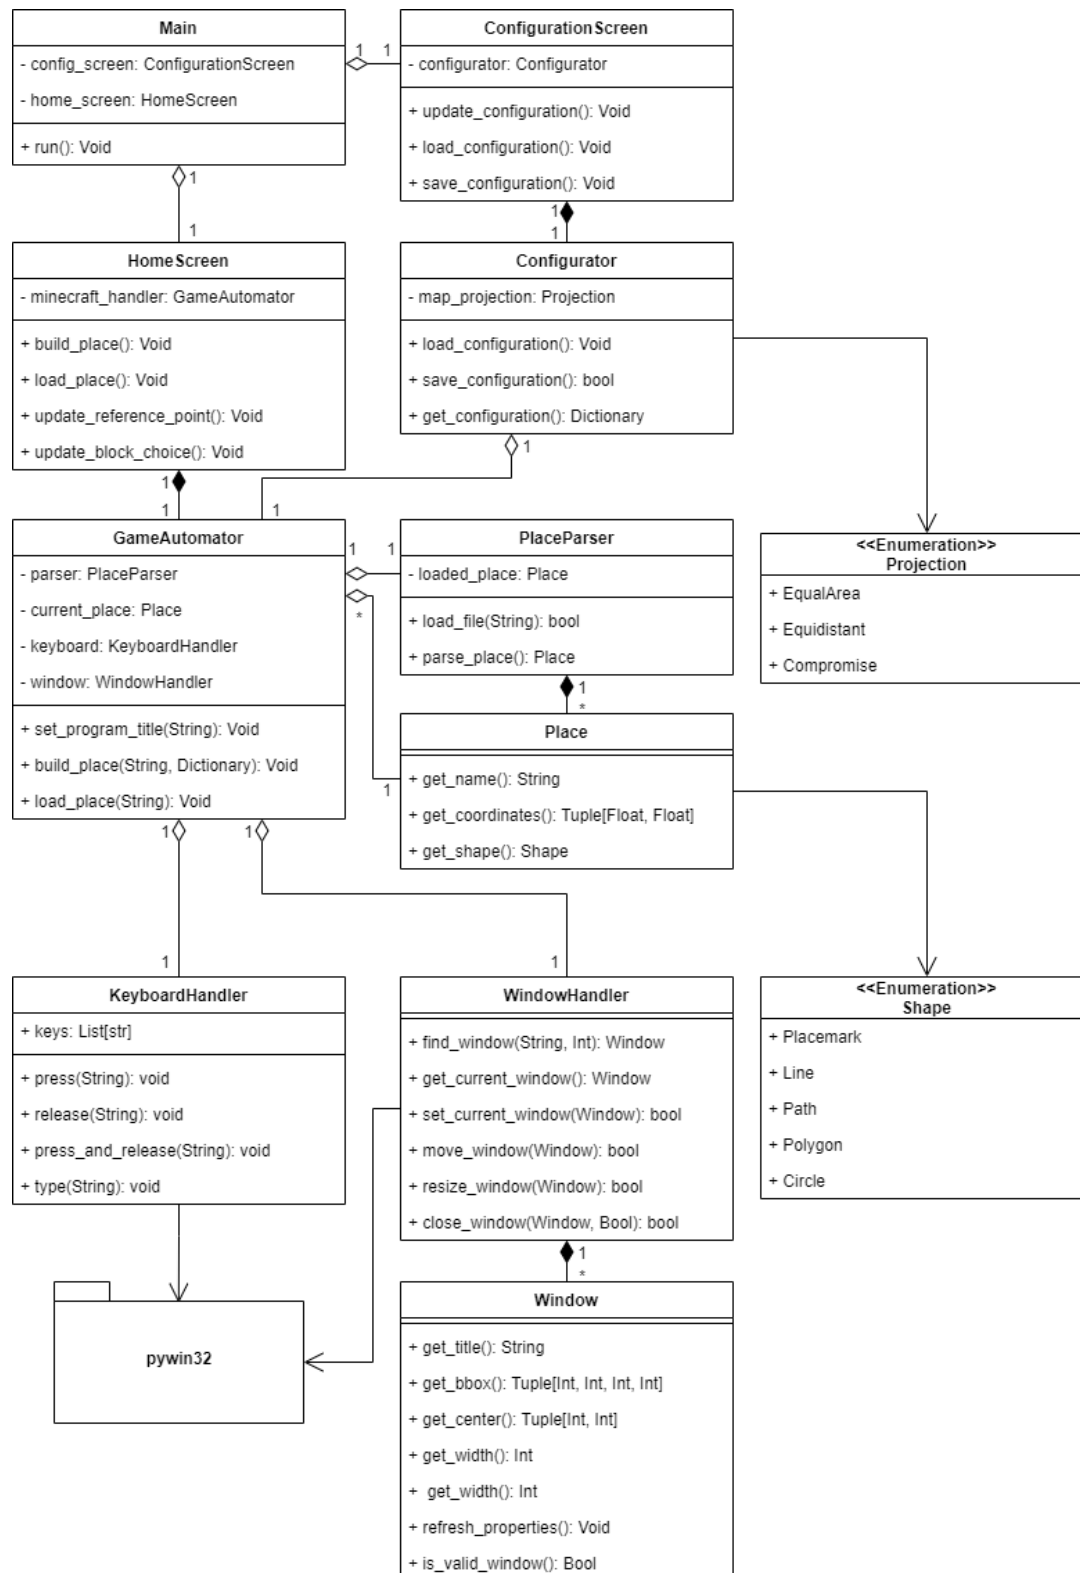 Main
- config_screen: ConfigurationScreen
- home_screen: HomeScreen
+ run(): Void
1
1
ConfigurationScreen
- configurator: Configurator
+ update_configuration(): Void
+ load_configuration(): Void
+ save_configuration(): Void
1
1
1
1
HomeScreen
- minecraft_handler: GameAutomator
+ build_place(): Void
+ load_place(): Void
+ update_reference_point(): Void
+ update_block_choice(): Void
Configurator
- map_projection: Projection
+ load_configuration(): Void
+ save_configuration(): bool
+ get_configuration(): Dictionary
1
1
1
1
GameAutomator
- parser: PlaceParser
- current_place: Place
- keyboard: KeyboardHandler
- window: WindowHandler
+ set_program_title(String): Void
+ build_place(String, Dictionary): Void
+ load_place(String): Void
1
1
*
1
PlaceParser
- loaded_place: Place
+ load_file(String): bool
+ parse_place(): Place
1
*
<<Enumeration>>
Projection
+ EqualArea
+ Equidistant
+ Compromise
Place
+ get_name(): String
+ get_coordinates(): Tuple[Float, Float]
+ get_shape(): Shape
1
1
1
1
KeyboardHandler
+ keys: List[str]
+ press(String): void
+ release(String): void
+ press_and_release(String): void
+ type(String): void
WindowHandler
+ find_window(String, Int): Window
+ get_current_window(): Window
+ set_current_window(Window): bool
+ move_window(Window): bool
+ resize_window(Window): bool
+ close_window(Window, Bool): bool
<<Enumeration>>
Shape
+ Placemark
+ Line
+ Path
+ Polygon
+ Circle
1
*
pywin32
Window
+ get_title(): String
+ get_bbox(): Tuple[Int, Int, Int, Int]
+ get_center(): Tuple[Int, Int]
+ get_width(): Int
+ get_width(): Int
+ refresh_properties(): Void
+ is_valid_window(): Bool